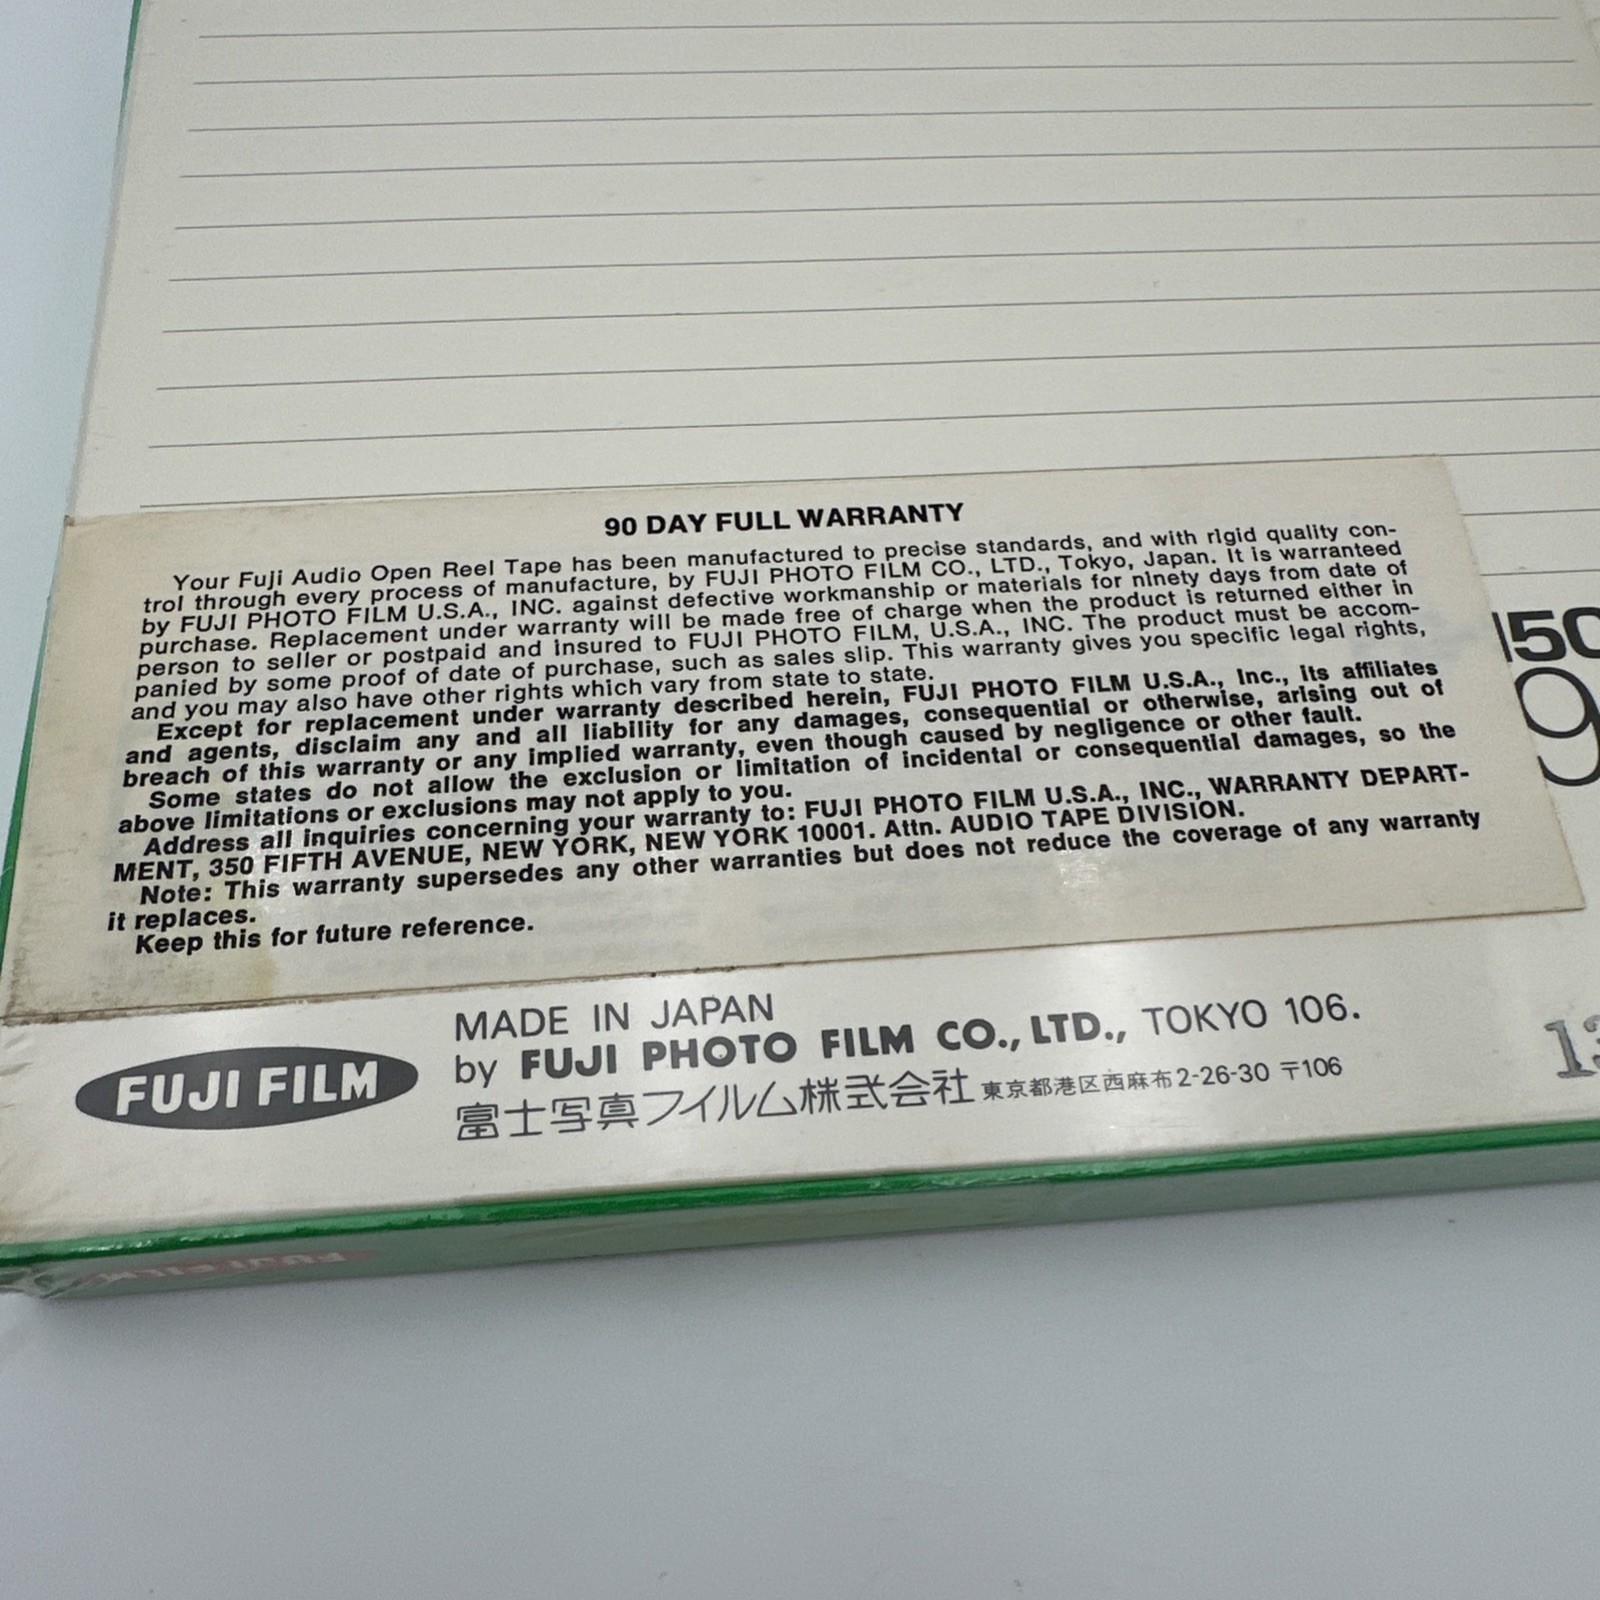 90 DAY FULL WARRANTY
Your Fuji Audio Open Reel Tape has been manufactured to precise standards, and with rigid quality con-
trol through every process of manufacture, by FUJI PHOTO FILM CO., LTD., Tokyo, Japan. It is warranteed
by FUJI PHOTO FILM U.S.A., INC. against defective workmanship or materials for ninety days from date of
purchase. Replacement under warranty will be made free of charge when the product is returned either in
person to seller or postpaid and insured to FUJI PHOTO FILM, U.S.A., INC. The product must be accom-
panied by some proof of date of purchase, such as sales slip. This warranty gives you specific legal rights,
and you may also have other rights which vary from state to state.
Except for replacement under warranty described herein, FUJI PHOTO FILM U.S.A., Inc., its affiliates
and agents, disclaim any and all liability for any damages, consequential or otherwise, arising out of
breach of this warranty or any implied warranty, even though caused by negligence or other fault.
Some states do not allow the exclusion or limitation of incidental or consequential damages, so the
above limitations or exclusions may not apply to you.
Address all inquiries concerning your warranty to: FUJI PHOTO FILM U.S.A., INC., WARRANTY DEPART-
MENT, 350 FIFTH AVENUE, NEW YORK, NEW YORK 10001. Attn. AUDIO TAPE DIVISION.
Note: This warranty supersedes any other warranties but does not reduce the coverage of any warranty
it replaces.
Keep this for future reference.
150
9
FUJI FILM
MADE IN JAPAN
by FUJI PHOTO FILM CO., LTD., TOKYO 106.
富士写真フイルム株式会社 東京都港区西麻布2-26-30 〒106
13
FUJI FILM